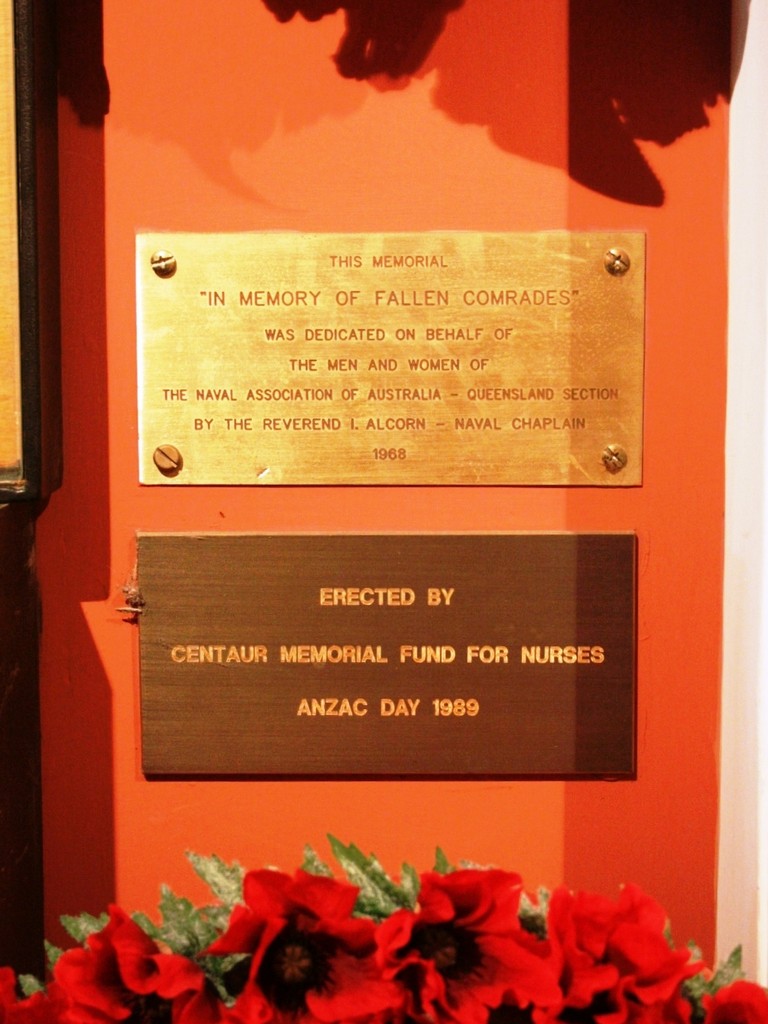 THIS MEMORIAL
"IN MEMORY OF FALLEN COMRADES"
WAS DEDICATED ON BEHALF OF
THE MEN AND WOMEN OF
THE NAVAL ASSOCIATION OF AUSTRALIA – QUEENSLAND SECTION
BY THE REVEREND I. ALCORN – NAVAL CHAPLAIN
1968
ERECTED BY
CENTAUR MEMORIAL FUND FOR NURSES
ANZAC DAY 1989